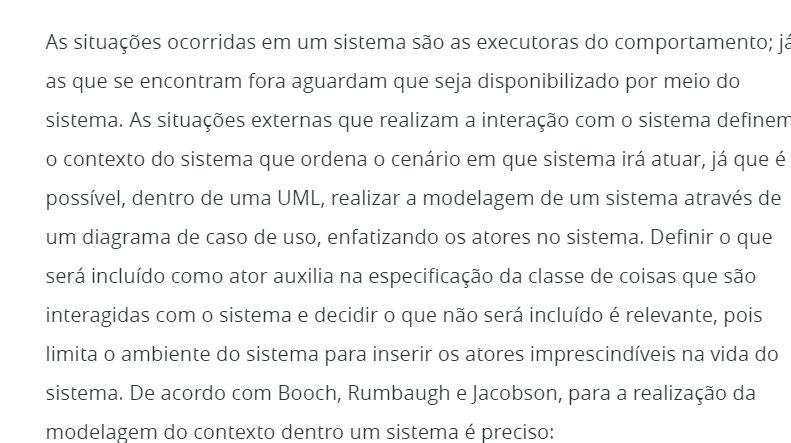 As situações ocorridas em um sistema são as executoras do comportamento; já
as que se encontram fora aguardam que seja disponibilizado por meio do
sistema. As situações externas que realizam a interação com o sistema definem
o contexto do sistema que ordena o cenário em que sistema irá atuar, já que é
possível, dentro de uma UML, realizar a modelagem de um sistema através de
um diagrama de caso de uso, enfatizando os atores no sistema. Definir o que
será incluído como ator auxilia na especificação da classe de coisas que são
interagidas com o sistema e decidir o que não será incluído é relevante, pois
limita o ambiente do sistema para inserir os atores imprescindíveis na vida do
sistema. De acordo com Booch, Rumbaugh e Jacobson, para a realização da
modelagem do contexto dentro um sistema é preciso: